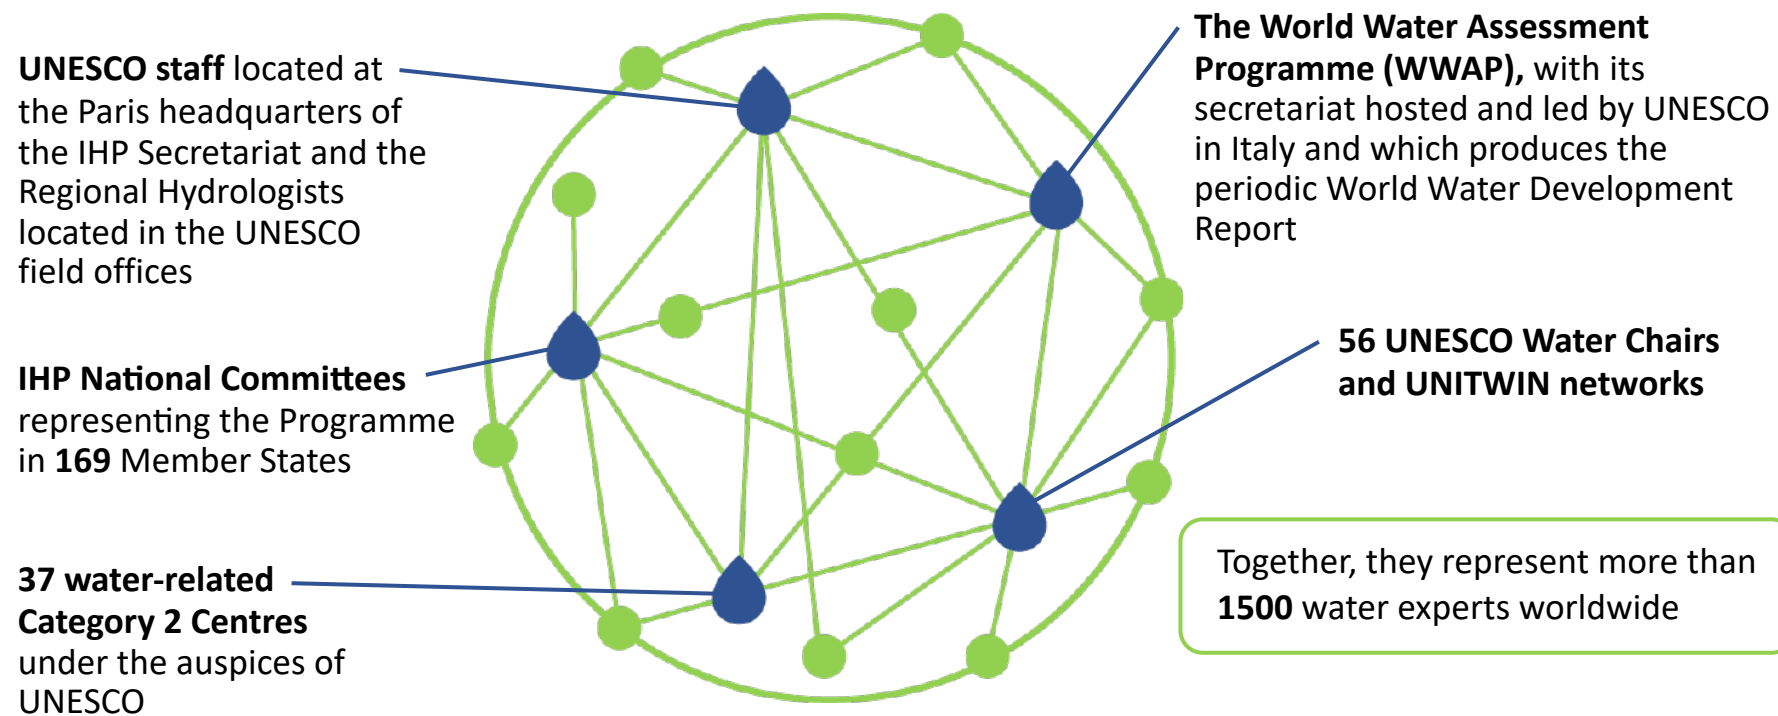 UNESCO staff located at
the Paris headquarters of
the IHP Secretariat and the
Regional Hydrologists
located in the UNESCO
field offices
IHP National Committees
representing the Programme
in 169 Member States
37 water-related
Category 2 Centres
under the auspices of
UNESCO
The World Water Assessment
Programme (WWAP), with its
secretariat hosted and led by UNESCO
in Italy and which produces the
periodic World Water Development
Report
56 UNESCO Water Chairs
and UNITWIN networks
Together, they represent more than
1500 water experts worldwide